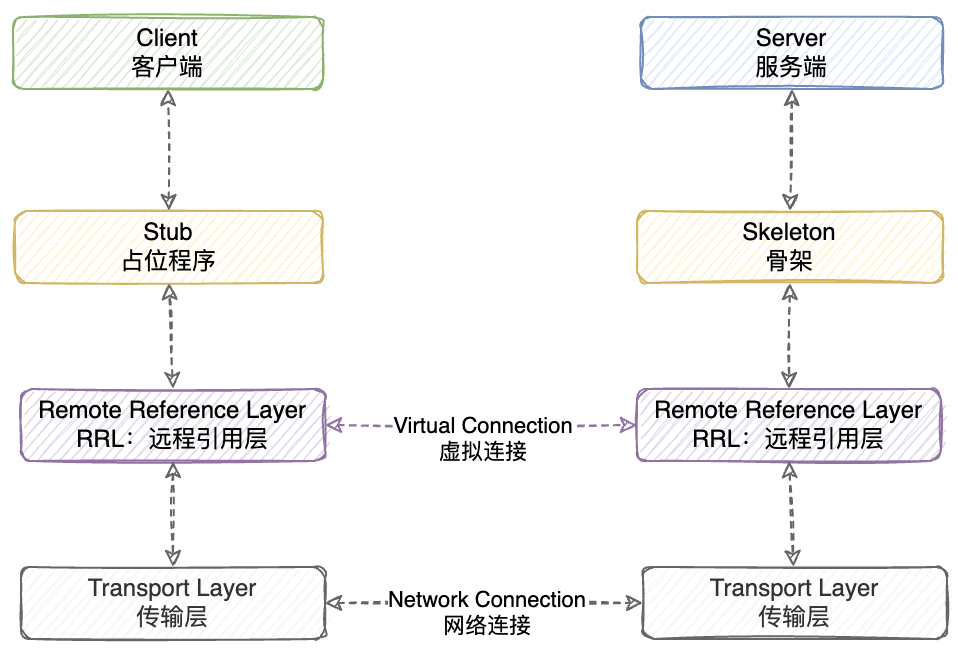 Client
客户端
Server
服务端
Stub
占位程序
Skeleton
骨架
Remote Reference Layer
RRL：远程引用层
Virtual Connection
虚拟连接
Remote Reference Layer
RRL：远程引用层
Transport Layer
传输层
Network Connection
网络连接
Transport Layer
传输层